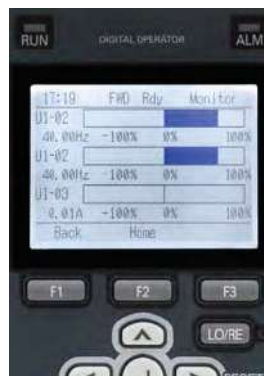 RUN DIGITAL OPERATOR ALM
17:19 FWD Rdy Monitor
U1-02
40.00Hz -100% 0% 100%
U1-02
40.00Hz -100% 0% 100%
U1-03
0.01A -100% 0% 100%
Back Home
F1 F2 F3
LO/RE
RESET